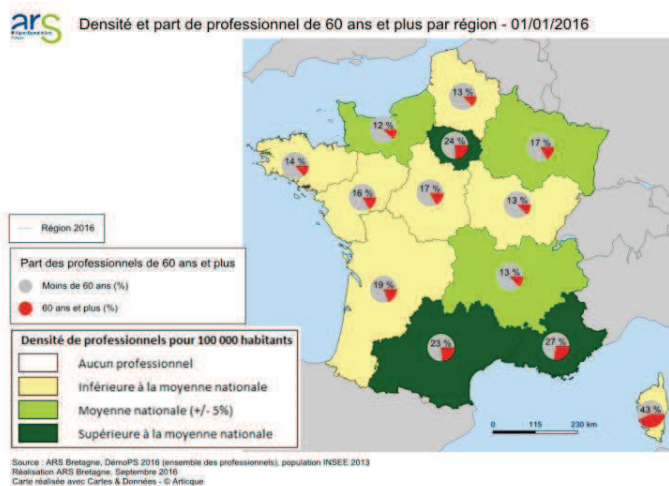 ars
Densité et part de professionnel de 60 ans et plus par région - 01/01/2016
13 %
12 %
24 %
17 %
14 %
16 %
17 %
13 %
Région 2016
Part des professionnels de 60 ans et plus
Moins de 60 ans (%)
60 ans et plus (%)
19 %
13 %
Densité de professionnels pour 100 000 habitants
Aucun professionnel
Inférieure à la moyenne nationale
Moyenne nationale (+/- 5%)
Supérieure à la moyenne nationale
23 %
27 %
43 %
0 115 230 km
Source : ARS Bretagne, DémoPS 2016 (ensemble des professionnels), population INSEE 2013
Réalisation ARS Bretagne, Septembre 2016
Carte réalisée avec Cartes & Données - © Articque